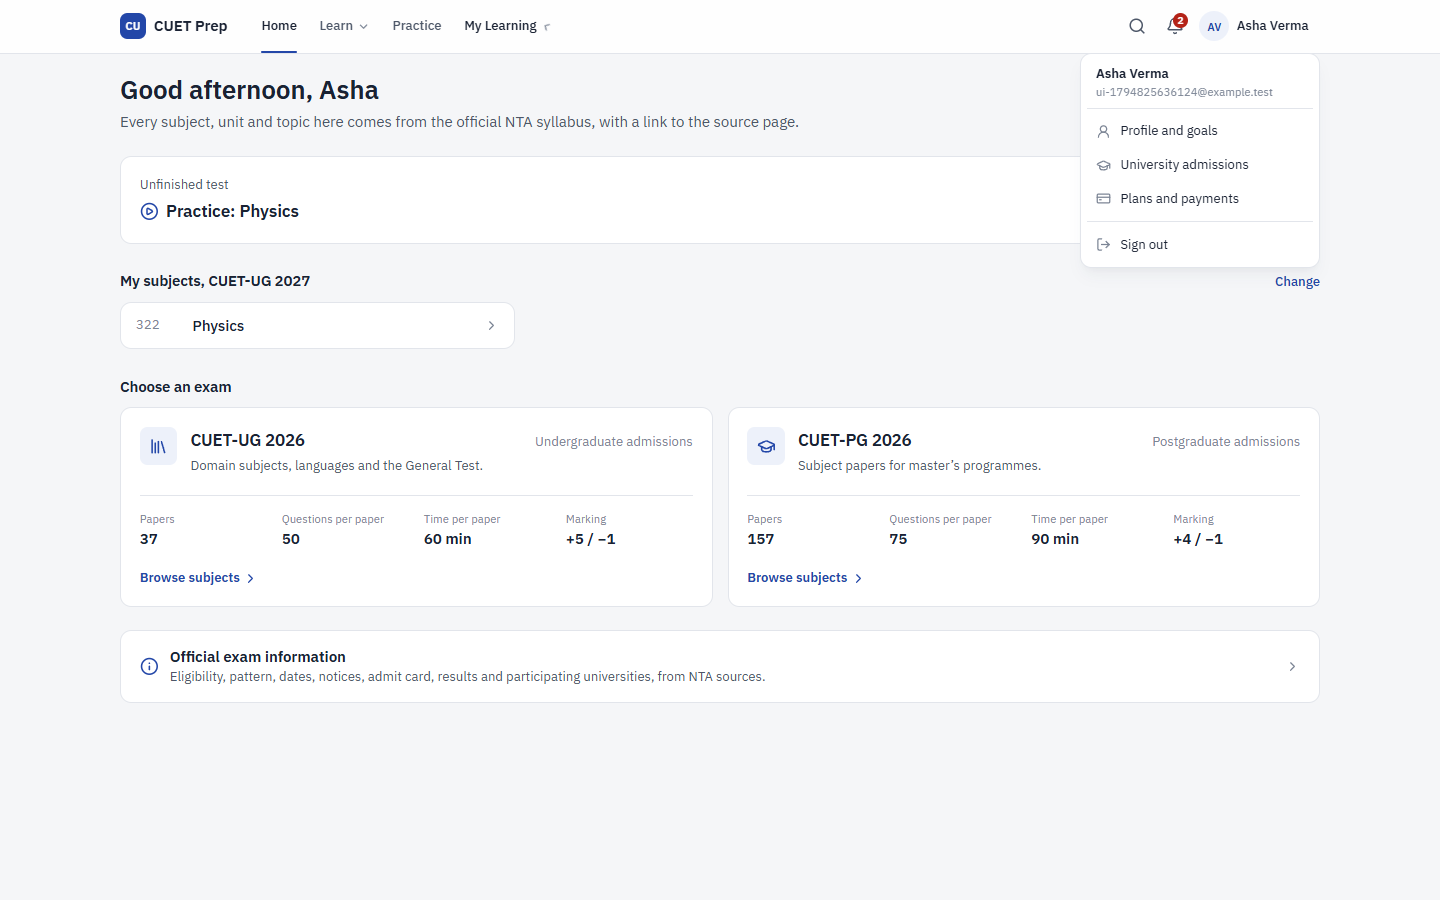 CU CUET Prep Home Learn Practice My Learning 2 AV Asha Verma
Asha Verma
ui-1794825636124@example.test
Profile and goals
University admissions
Plans and payments
Sign out
Good afternoon, Asha
Every subject, unit and topic here comes from the official NTA syllabus, with a link to the source page.
Unfinished test
Practice: Physics
My subjects, CUET-UG 2027 Change
322 Physics
Choose an exam
CUET-UG 2026 Undergraduate admissions
Domain subjects, languages and the General Test.
Papers Questions per paper Time per paper Marking
37 50 60 min +5 / −1
Browse subjects
CUET-PG 2026 Postgraduate admissions
Subject papers for master’s programmes.
Papers Questions per paper Time per paper Marking
157 75 90 min +4 / −1
Browse subjects
Official exam information
Eligibility, pattern, dates, notices, admit card, results and participating universities, from NTA sources.